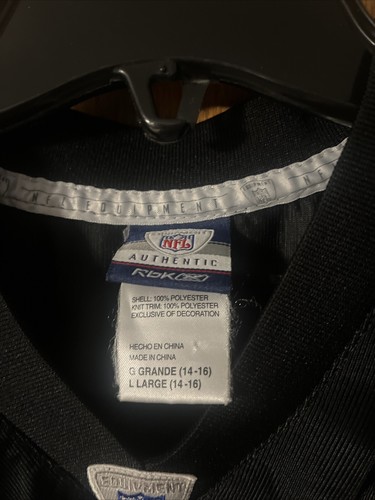 NFL EQUIPMENT
NF
NFL
AUTHENTIC
RBK
SHELL: 100% POLYESTER
KNIT TRIM: 100% POLYESTER
EXCLUSIVE OF DECORATION
HECHO EN CHINA
MADE IN CHINA
G GRANDE (14-16)
L LARGE (14-16)
EQUIPMENT